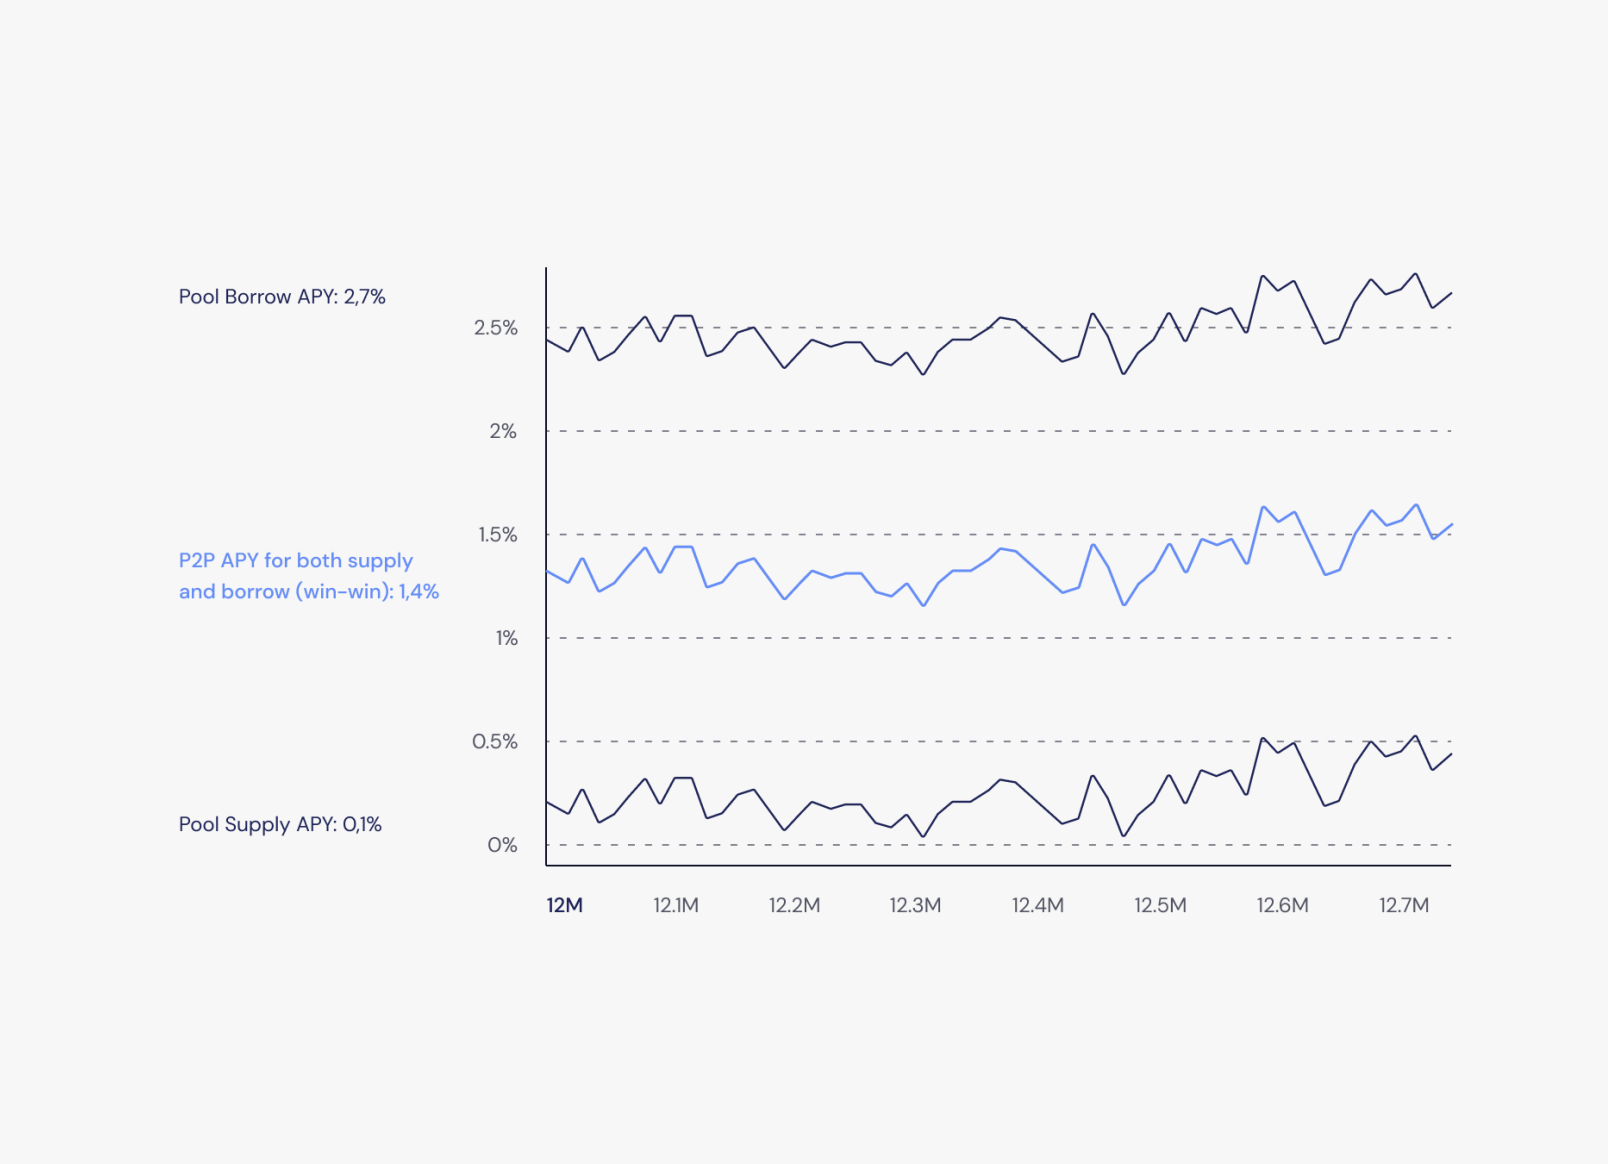 Pool Borrow APY: 2,7%
2.5%
2%
1.5%
P2P APY for both supply
and borrow (win-win): 1,4%
1%
0.5%
Pool Supply APY: 0,1%
0%
12M 12.1M 12.2M 12.3M 12.4M 12.5M 12.6M 12.7M